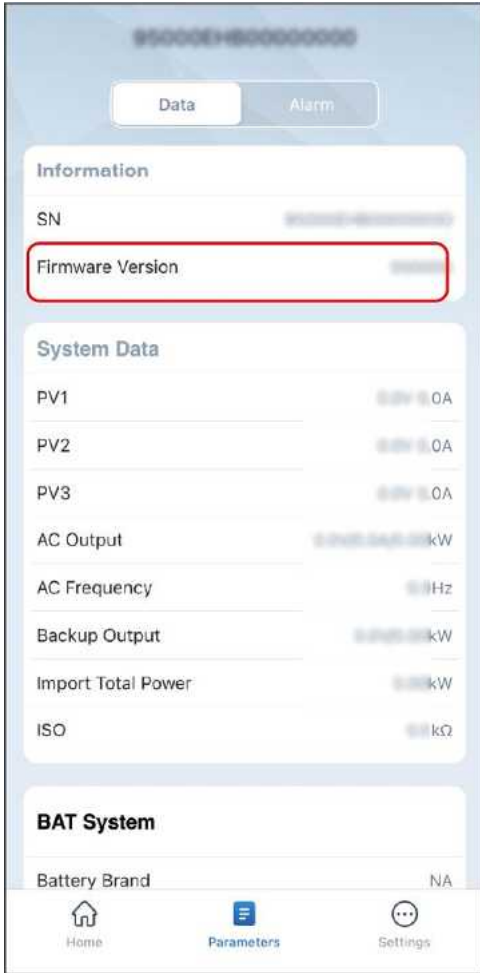 Data Alarm
Information
SN
Firmware Version
System Data
PV1 .0A
PV2 .0A
PV3 .0A
AC Output kW
AC Frequency Hz
Backup Output kW
Import Total Power kW
ISO kΩ
BAT System
Battery Brand NA
Home Parameters Settings